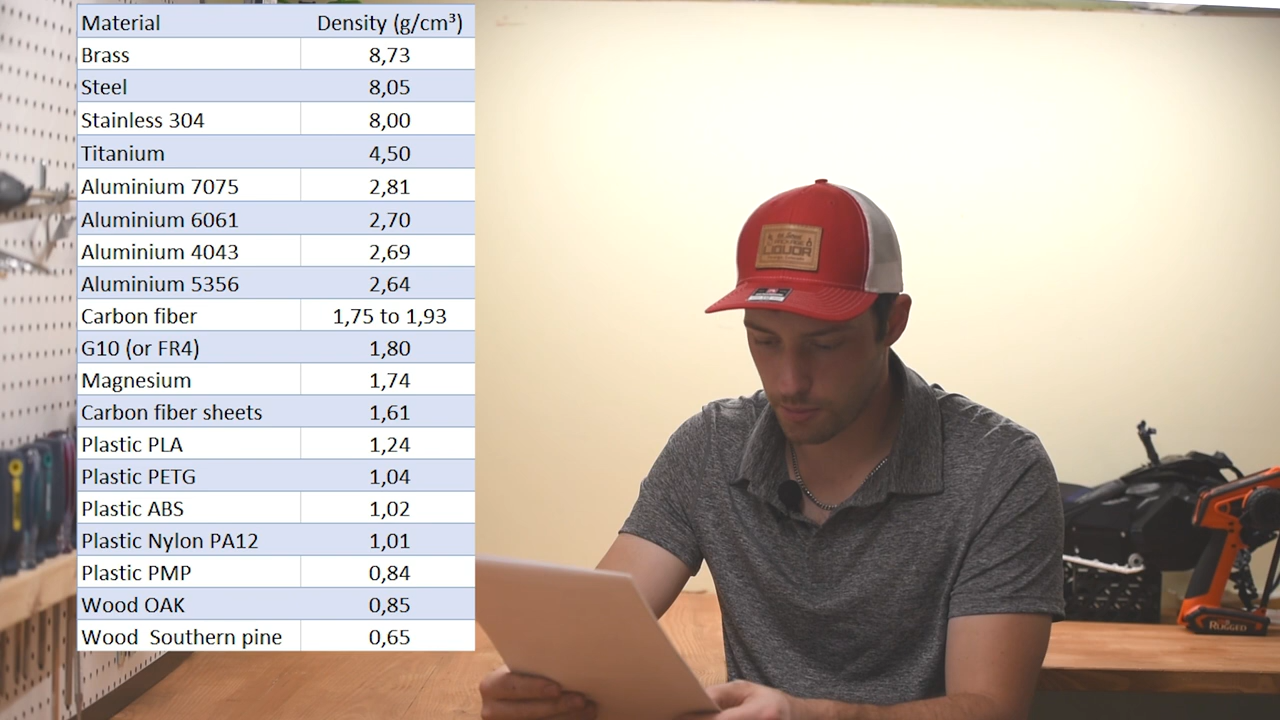 Material Density (g/cm³)
Brass 8,73
Steel 8,05
Stainless 304 8,00
Titanium 4,50
Aluminium 7075 2,81
Aluminium 6061 2,70
Aluminium 4043 2,69
Aluminium 5356 2,64
Carbon fiber 1,75 to 1,93
G10 (or FR4) 1,80
Magnesium 1,74
Carbon fiber sheets 1,61
Plastic PLA 1,24
Plastic PETG 1,04
Plastic ABS 1,02
Plastic Nylon PA12 1,01
Plastic PMP 0,84
Wood OAK 0,85
Wood  Southern pine 0,65
LIQUOR
RUGGED